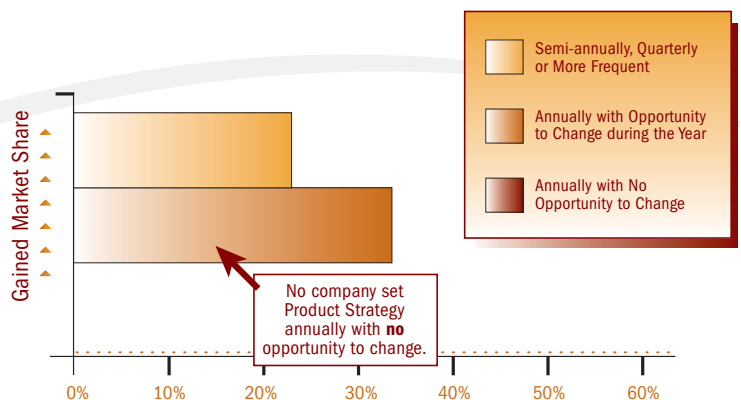 Semi-annually, Quarterly
or More Frequent
Annually with Opportunity
to Change during the Year
Annually with No
Opportunity to Change
Gained Market Share
No company set
Product Strategy
annually with no
opportunity to change.
0% 10% 20% 30% 40% 50% 60%